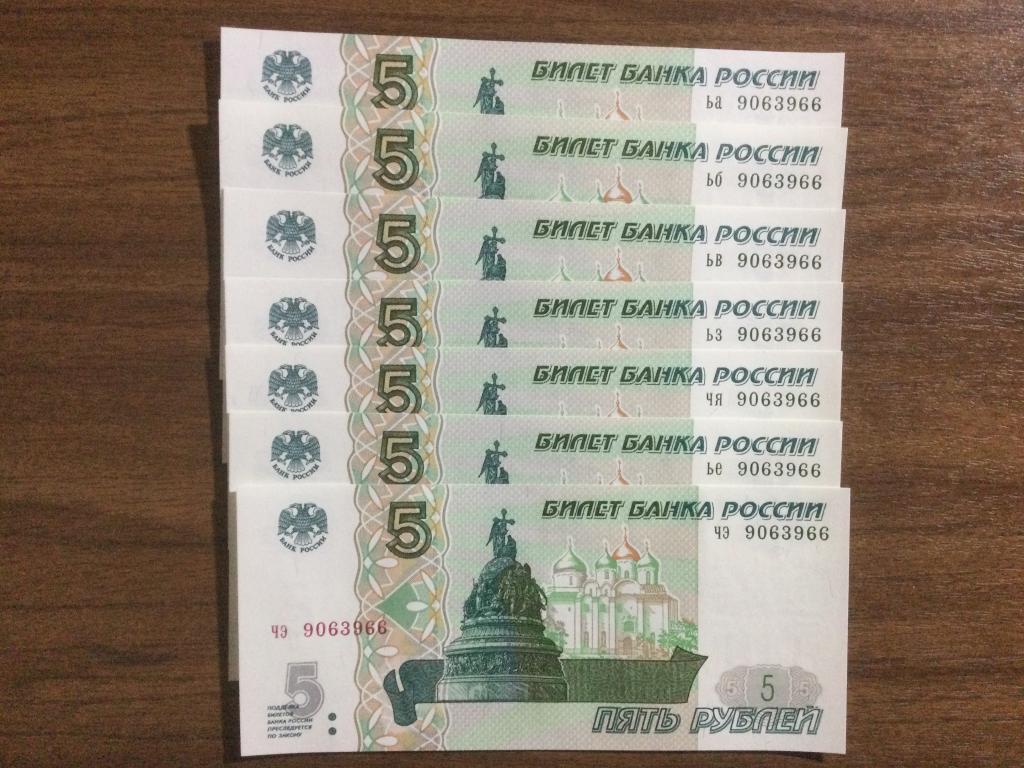 БАНК РОССИИ
5
БИЛЕТ БАНКА РОССИИ
ьа 9063966
БАНК РОССИИ
5
БИЛЕТ БАНКА РОССИИ
ьб 9063966
БАНК РОССИИ
5
БИЛЕТ БАНКА РОССИИ
ьв 9063966
БАНК РОССИИ
5
БИЛЕТ БАНКА РОССИИ
ьз 9063966
БАНК РОССИИ
5
БИЛЕТ БАНКА РОССИИ
чя 9063966
БАНК РОССИИ
5
БИЛЕТ БАНКА РОССИИ
ье 9063966
БАНК РОССИИ
5
БИЛЕТ БАНКА РОССИИ
чэ 9063966
чэ 9063966
5
ПОДДЕЛКА
БИЛЕТОВ
БАНКА РОССИИ
ПРЕСЛЕДУЕТСЯ
ПО ЗАКОНУ
5 5 5
ПЯТЬ РУБЛЕЙ